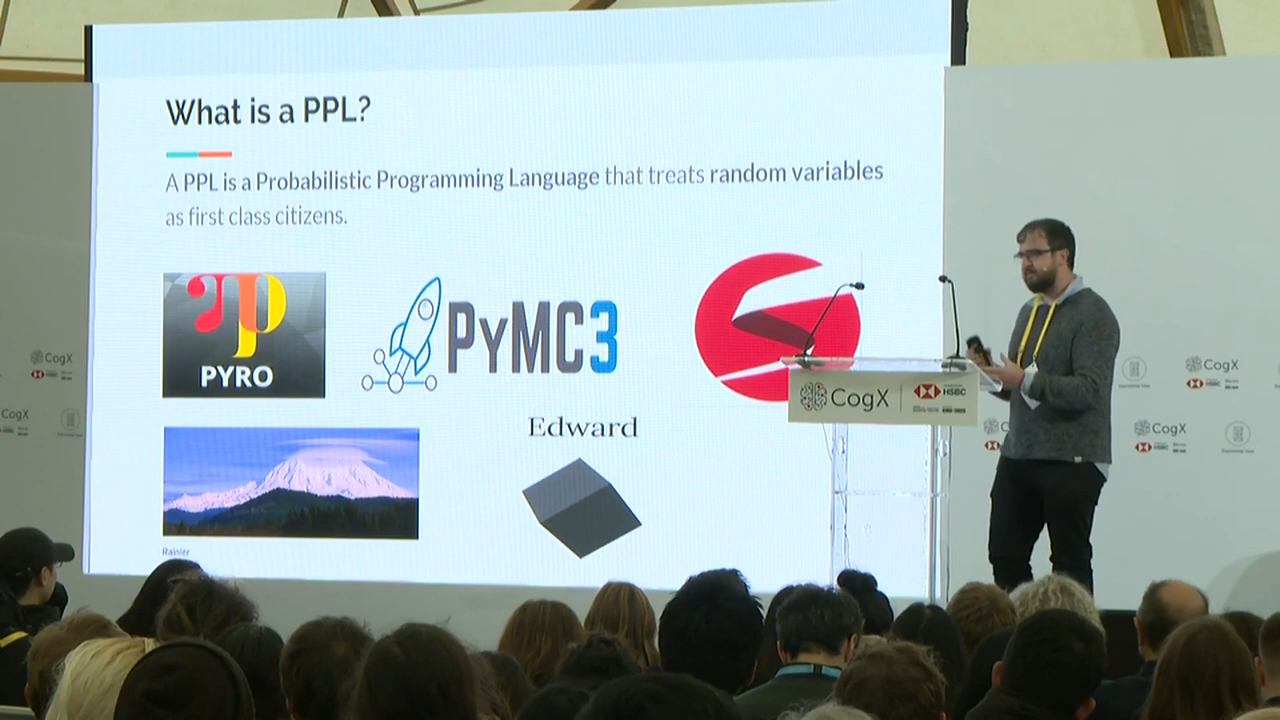 What is a PPL?
A PPL is a Probabilistic Programming Language that treats random variables
as first class citizens.
PYRO
PyMC3
Edward
Rainier
CogX
HSBC
CogX
CogX
CogX
CogX